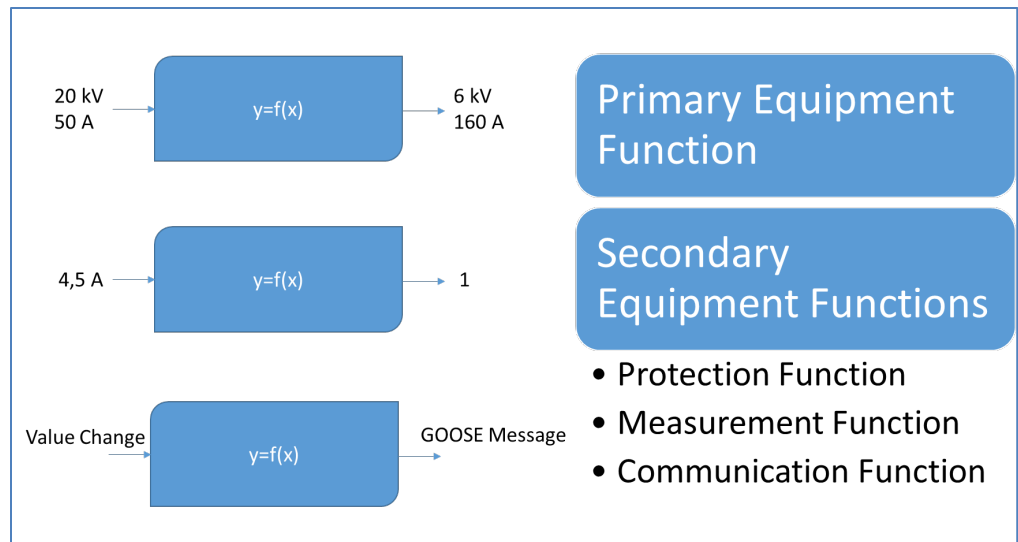 20 kV
50 A
y=f(x)
6 kV
160 A
4,5 A
y=f(x)
1
Value Change
y=f(x)
GOOSE Message
Primary Equipment
Function
Secondary
Equipment Functions
• Protection Function
• Measurement Function
• Communication Function